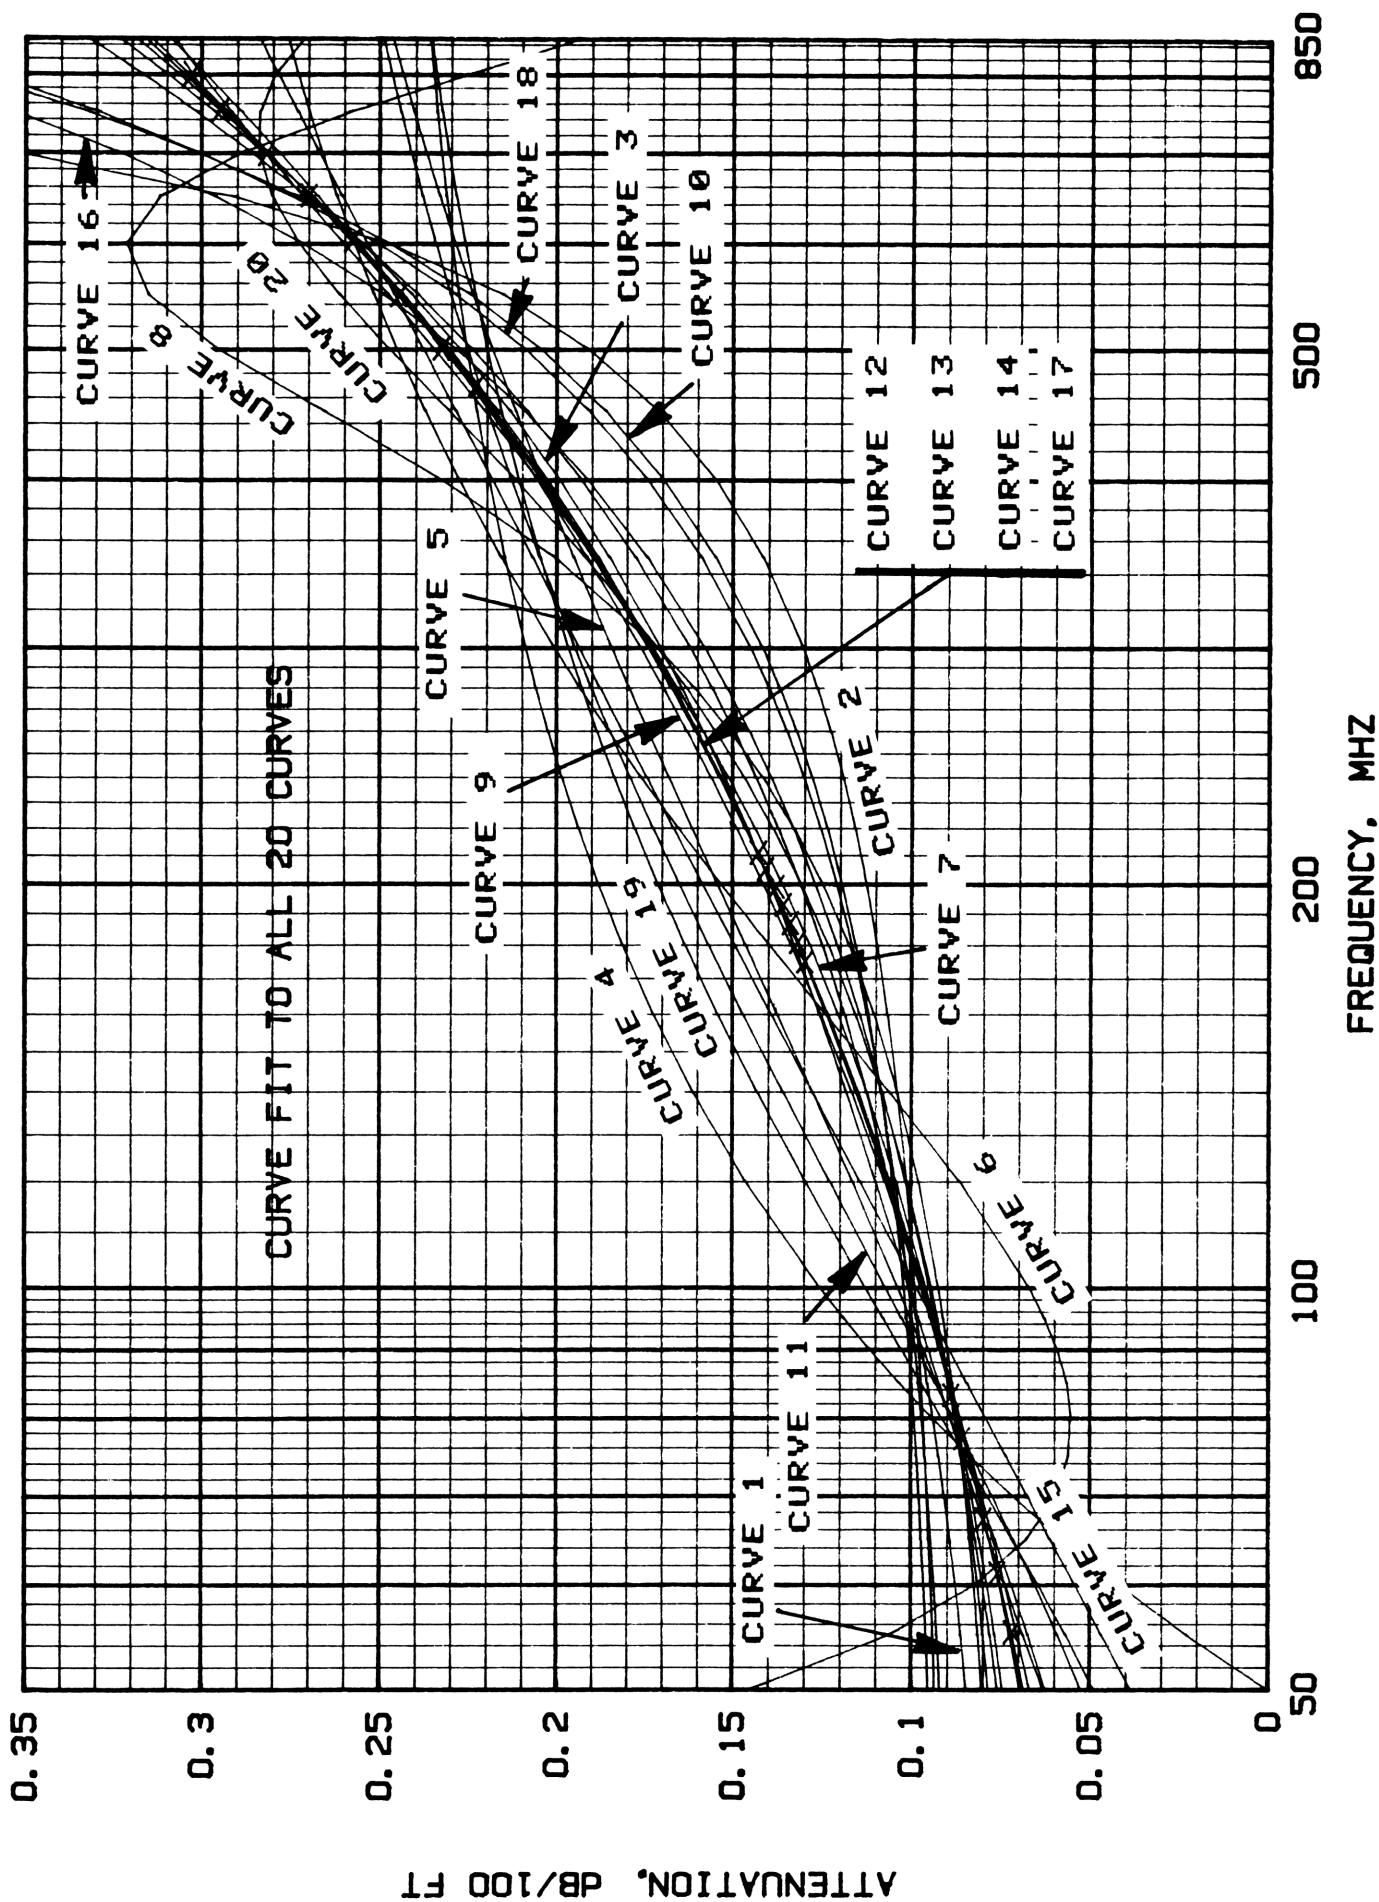 CURVE FIT TO ALL 20 CURVES
ATTENUATION, dB/100 FT
0.35
0.3
0.25
0.2
0.15
0.1
0.05
0
50
100
200
500
850
FREQUENCY, MHZ
CURVE 16
CURVE 8
CURVE 20
CURVE 18
CURVE 3
CURVE 10
CURVE 5
CURVE 9
CURVE 4
CURVE 19
CURVE 12
CURVE 13
CURVE 14
CURVE 17
CURVE 2
CURVE 7
CURVE 6
CURVE 1
CURVE 11
CURVE 15